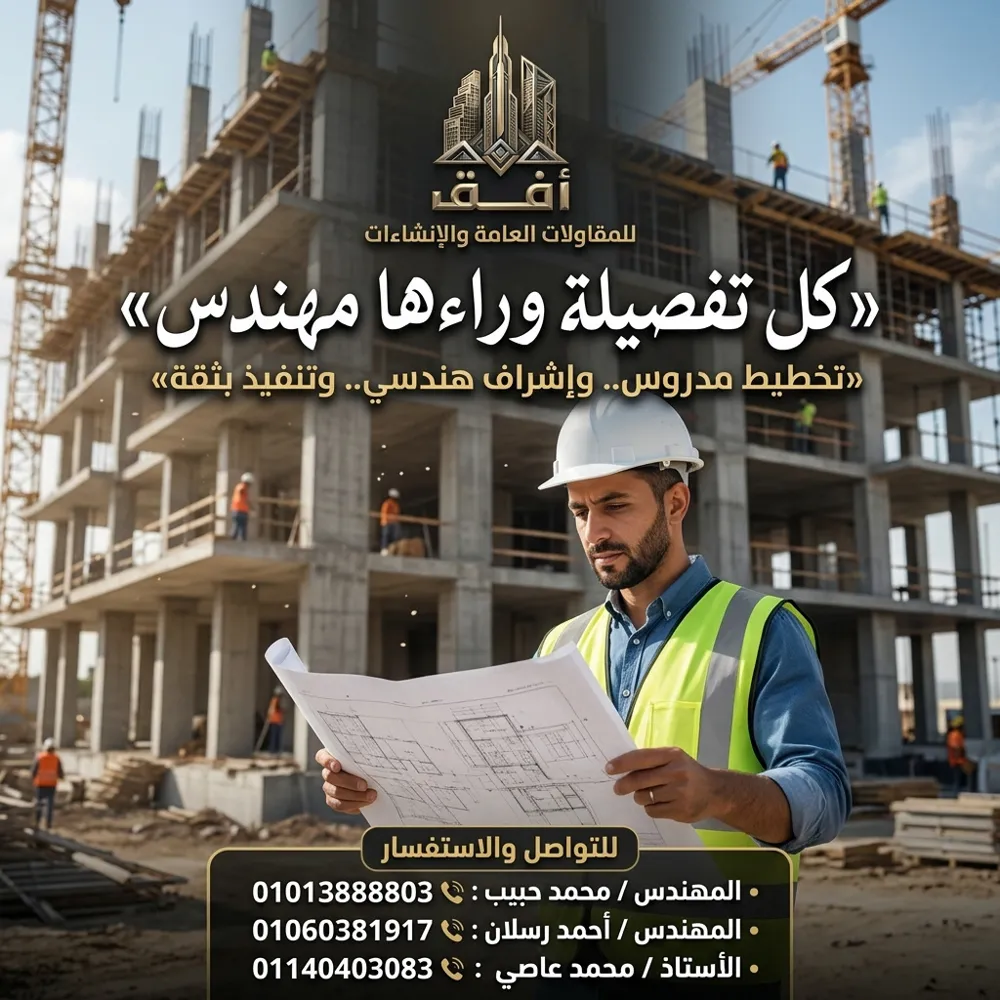 أفــق
للمقاولات العامة والإنشاءات
«كل تفصيلة وراءها مهندس»
«تخطيط مدروس.. وإشراف هندسي.. وتنفيذ بثقة»
للتواصل والاستفسار
• المهندس / محمد حبيب : 01013888803
• المهندس / أحمد رسلان : 01060381917
• الأستاذ / محمد عاصي : 01140403083